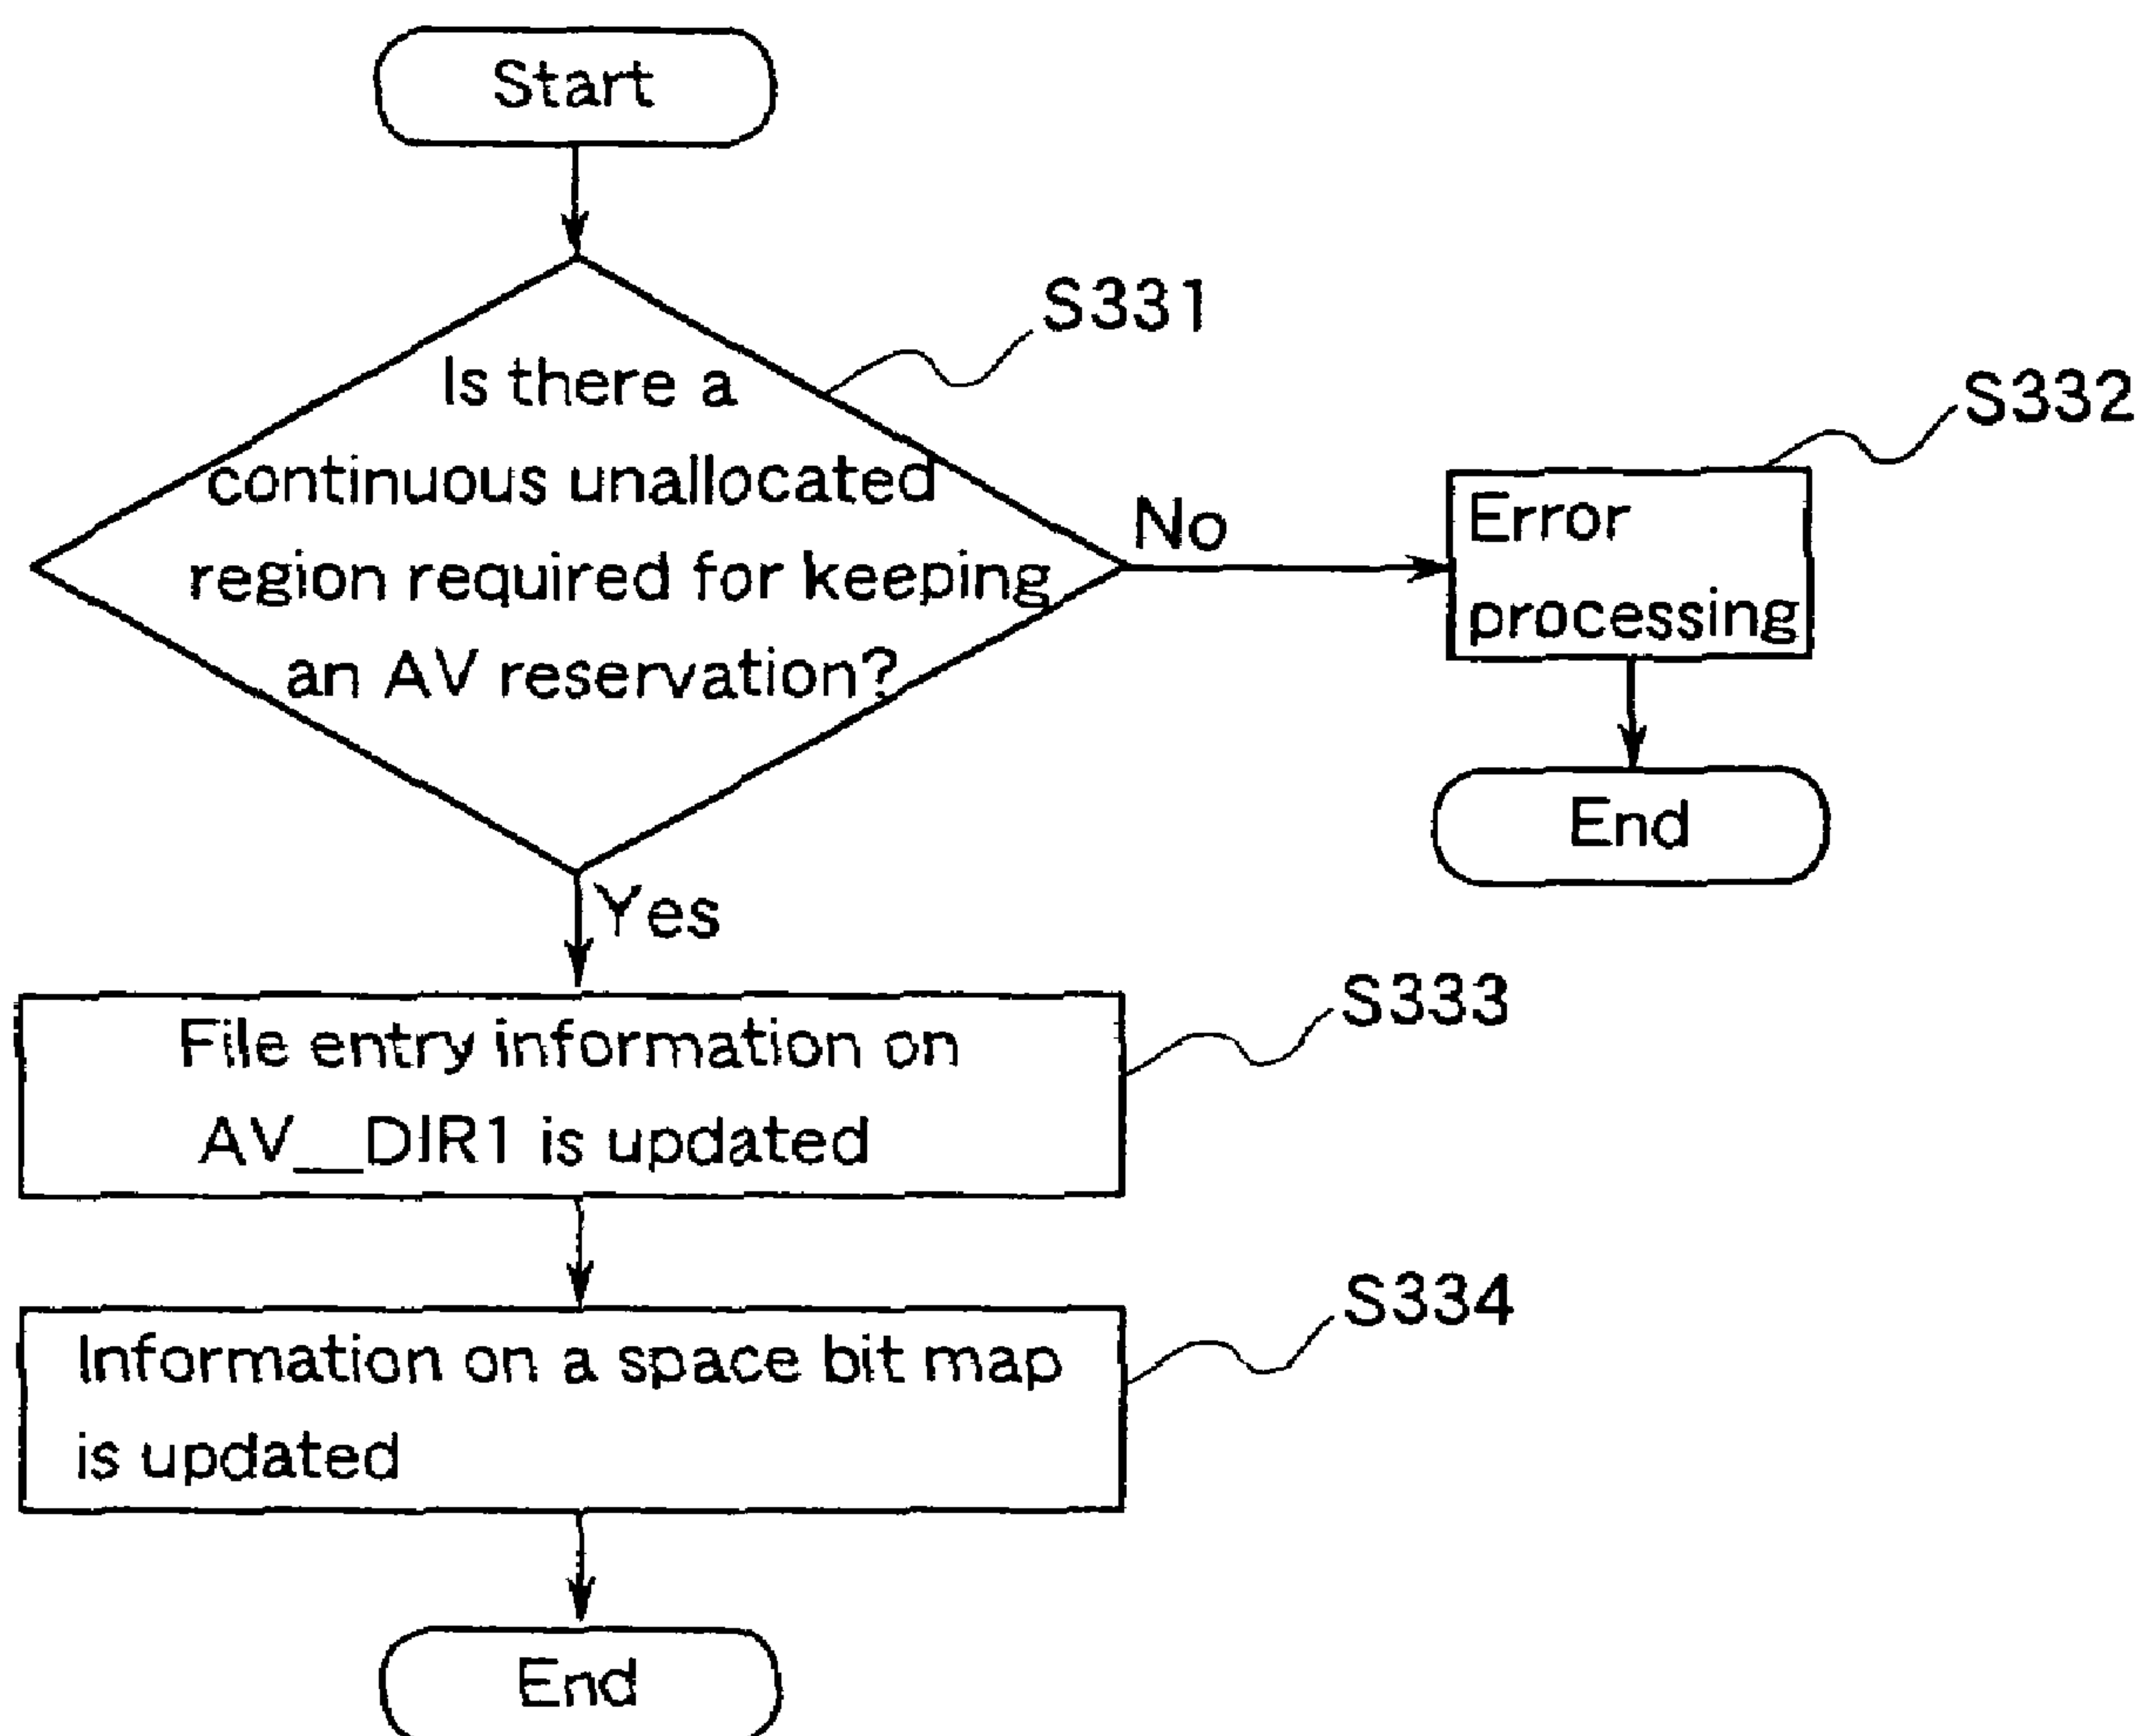 Start
S331
Is there a
continuous unallocated
region required for keeping
an AV reservation?
No
S332
Error
processing
End
Yes
S333
File entry information on
AV__DIR1 is updated
S334
Information on a space bit map
is updated
End